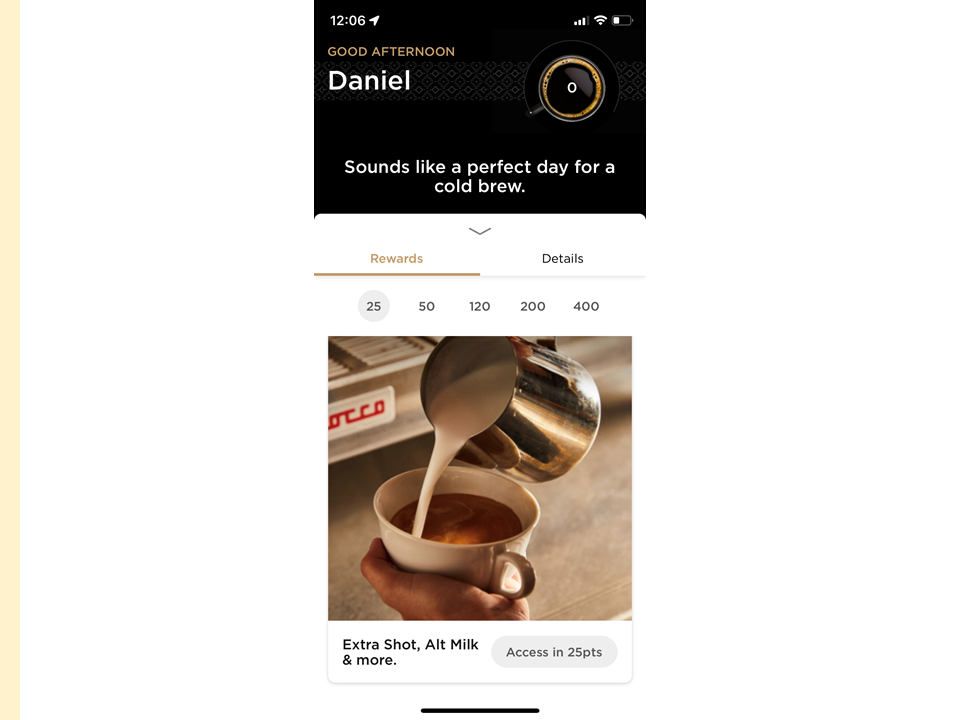 12:06
GOOD AFTERNOON
Daniel
0
Sounds like a perfect day for a
cold brew.
Rewards
Details
25
50
120
200
400
occo
Extra Shot, Alt Milk
& more.
Access in 25pts